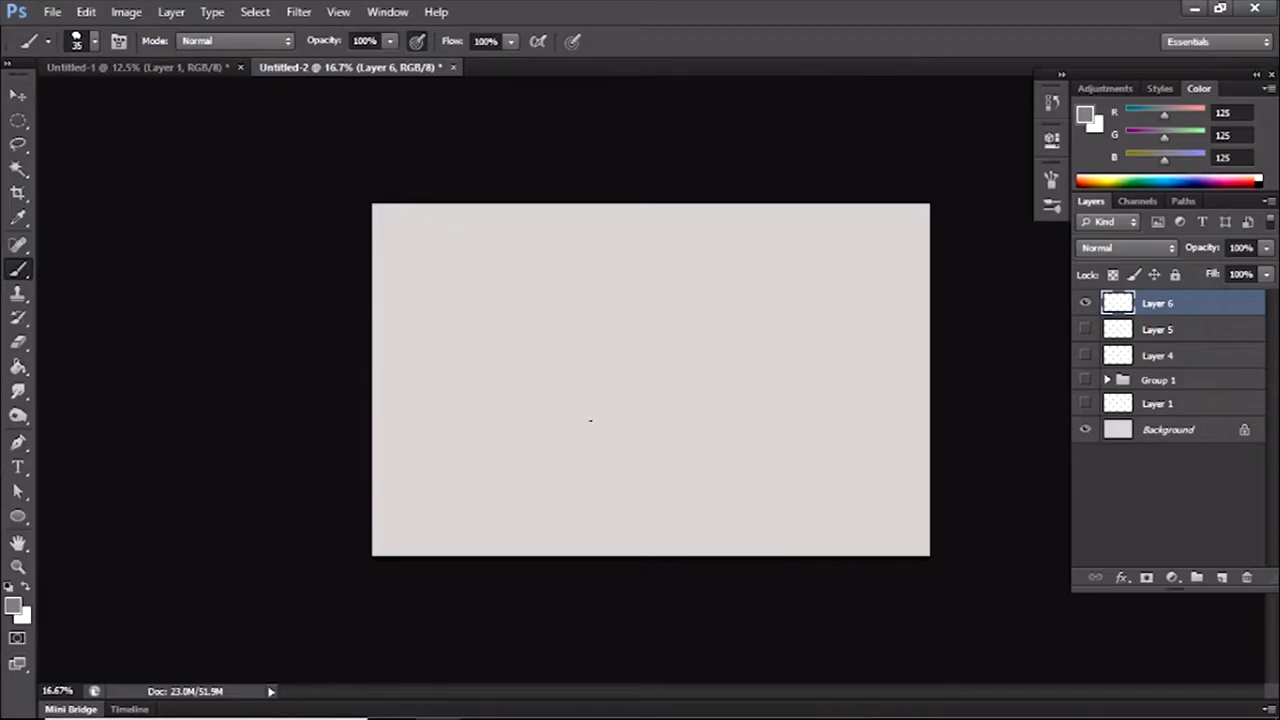 Ps File Edit Image Layer Type Select Filter View Window Help
35 Mode: Normal Opacity: 100% Flow: 100% Essentials
Untitled-1 @ 12.5% (Layer 1, RGB/8) * × Untitled-2 @ 16.7% (Layer 6, RGB/8) * ×
Adjustments Styles Color
R 125
G 125
B 125
Layers Channels Paths
Kind
Normal Opacity: 100%
Lock: Fill: 100%
Layer 6
Layer 5
Layer 4
Group 1
Layer 1
Background
16.67% Doc: 23.0M/51.9M
Mini Bridge Timeline